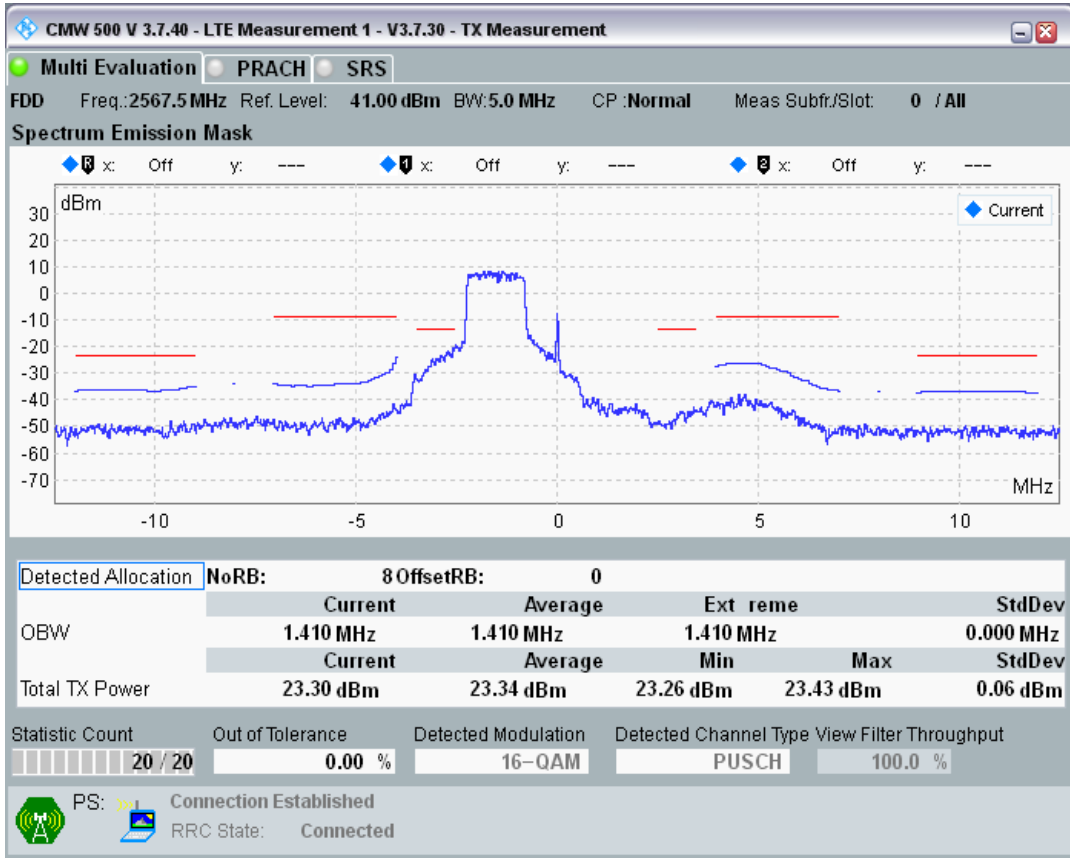 CMW 500 V 3.7.40 - LTE Measurement 1 - V3.7.30 - TX Measurement
Multi Evaluation PRACH SRS
FDD Freq.:2567.5 MHz Ref. Level: 41.00 dBm BW:5.0 MHz CP :Normal Meas Subfr./Slot: 0 / All
Spectrum Emission Mask
R x: Off y: --- 1 x: Off y: --- 2 x: Off y: ---
dBm
Current
30
20
10
0
-10
-20
-30
-40
-50
-60
-70
MHz
-10 -5 0 5 10
Detected Allocation NoRB: 8 OffsetRB: 0
Current Average Ext reme StdDev
OBW 1.410 MHz 1.410 MHz 1.410 MHz 0.000 MHz
Current Average Min Max StdDev
Total TX Power 23.30 dBm 23.34 dBm 23.26 dBm 23.43 dBm 0.06 dBm
Statistic Count Out of Tolerance Detected Modulation Detected Channel Type View Filter Throughput
20 / 20 0.00 % 16-QAM PUSCH 100.0 %
PS: Connection Established
RRC State: Connected